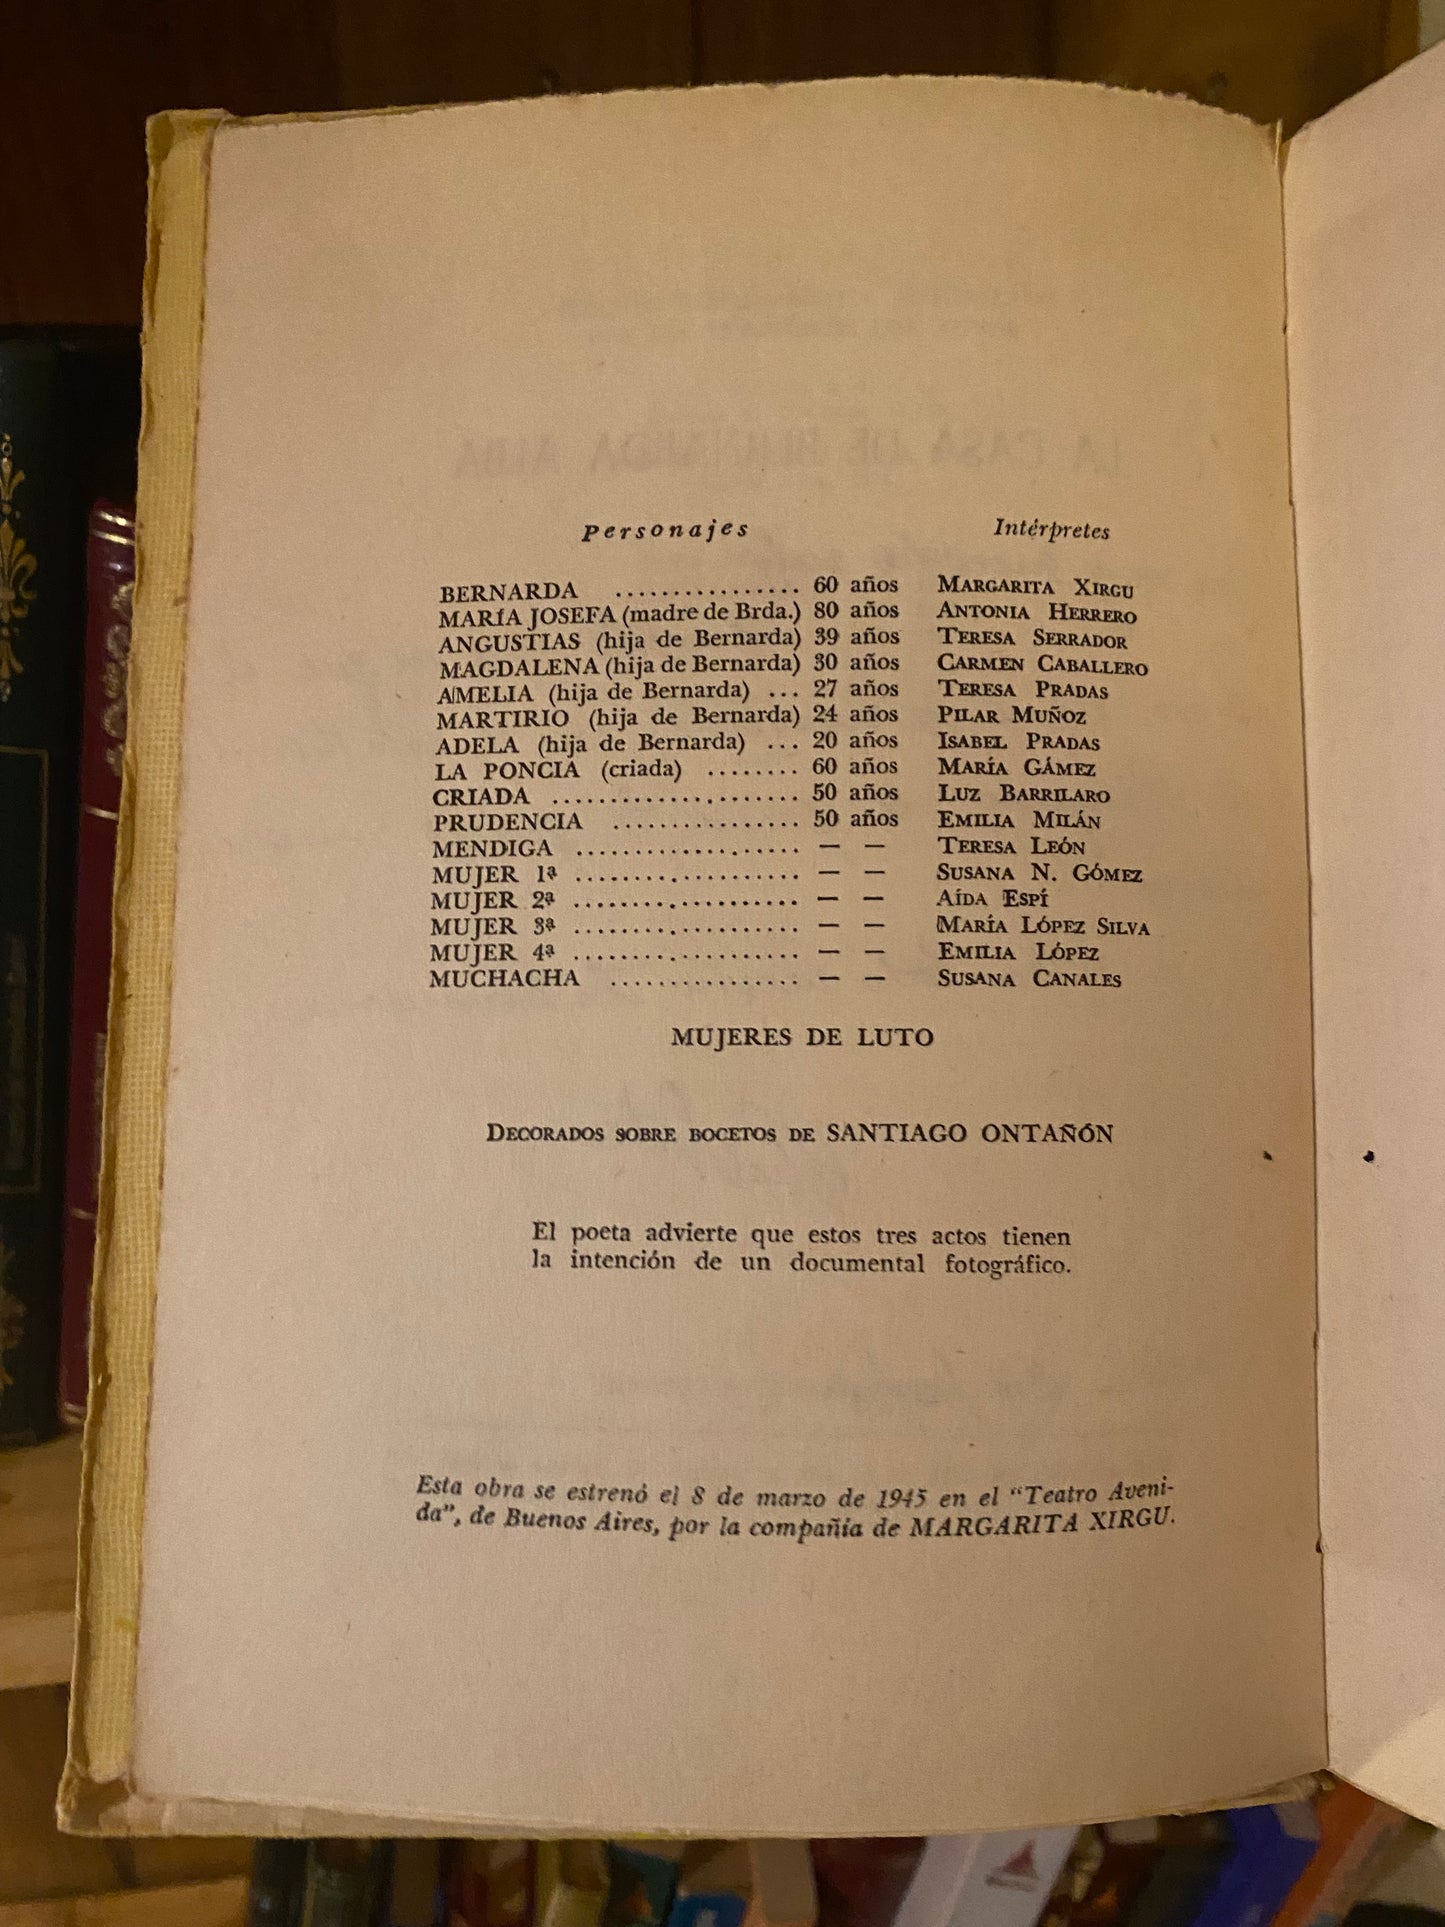 LA CASA DE BERNARDA ALBA
Personajes Intérpretes
BERNARDA ................ 60 años MARGARITA XIRGU
MARÍA JOSEFA (madre de Brda.) 80 años ANTONIA HERRERO
ANGUSTIAS (hija de Bernarda) 39 años TERESA SERRADOR
MAGDALENA (hija de Bernarda) 30 años CARMEN CABALLERO
AMELIA (hija de Bernarda) ... 27 años TERESA PRADAS
MARTIRIO (hija de Bernarda) 24 años PILAR MUÑOZ
ADELA (hija de Bernarda) ... 20 años ISABEL PRADAS
LA PONCIA (criada) ........ 60 años MARÍA GÁMEZ
CRIADA ..................... 50 años LUZ BARRILARO
PRUDENCIA ................ 50 años EMILIA MILÁN
MENDIGA ................... — — TERESA LEÓN
MUJER 1ª ................... — — SUSANA N. GÓMEZ
MUJER 2ª ................... — — AÍDA ESPÍ
MUJER 3ª ................... — — MARÍA LÓPEZ SILVA
MUJER 4ª ................... — — EMILIA LÓPEZ
MUCHACHA ................ — — SUSANA CANALES
MUJERES DE LUTO
DECORADOS SOBRE BOCETOS DE SANTIAGO ONTAÑÓN
El poeta advierte que estos tres actos tienen
la intención de un documental fotográfico.
Esta obra se estrenó el 8 de marzo de 1945 en el "Teatro Aveni-
da", de Buenos Aires, por la compañía de MARGARITA XIRGU.